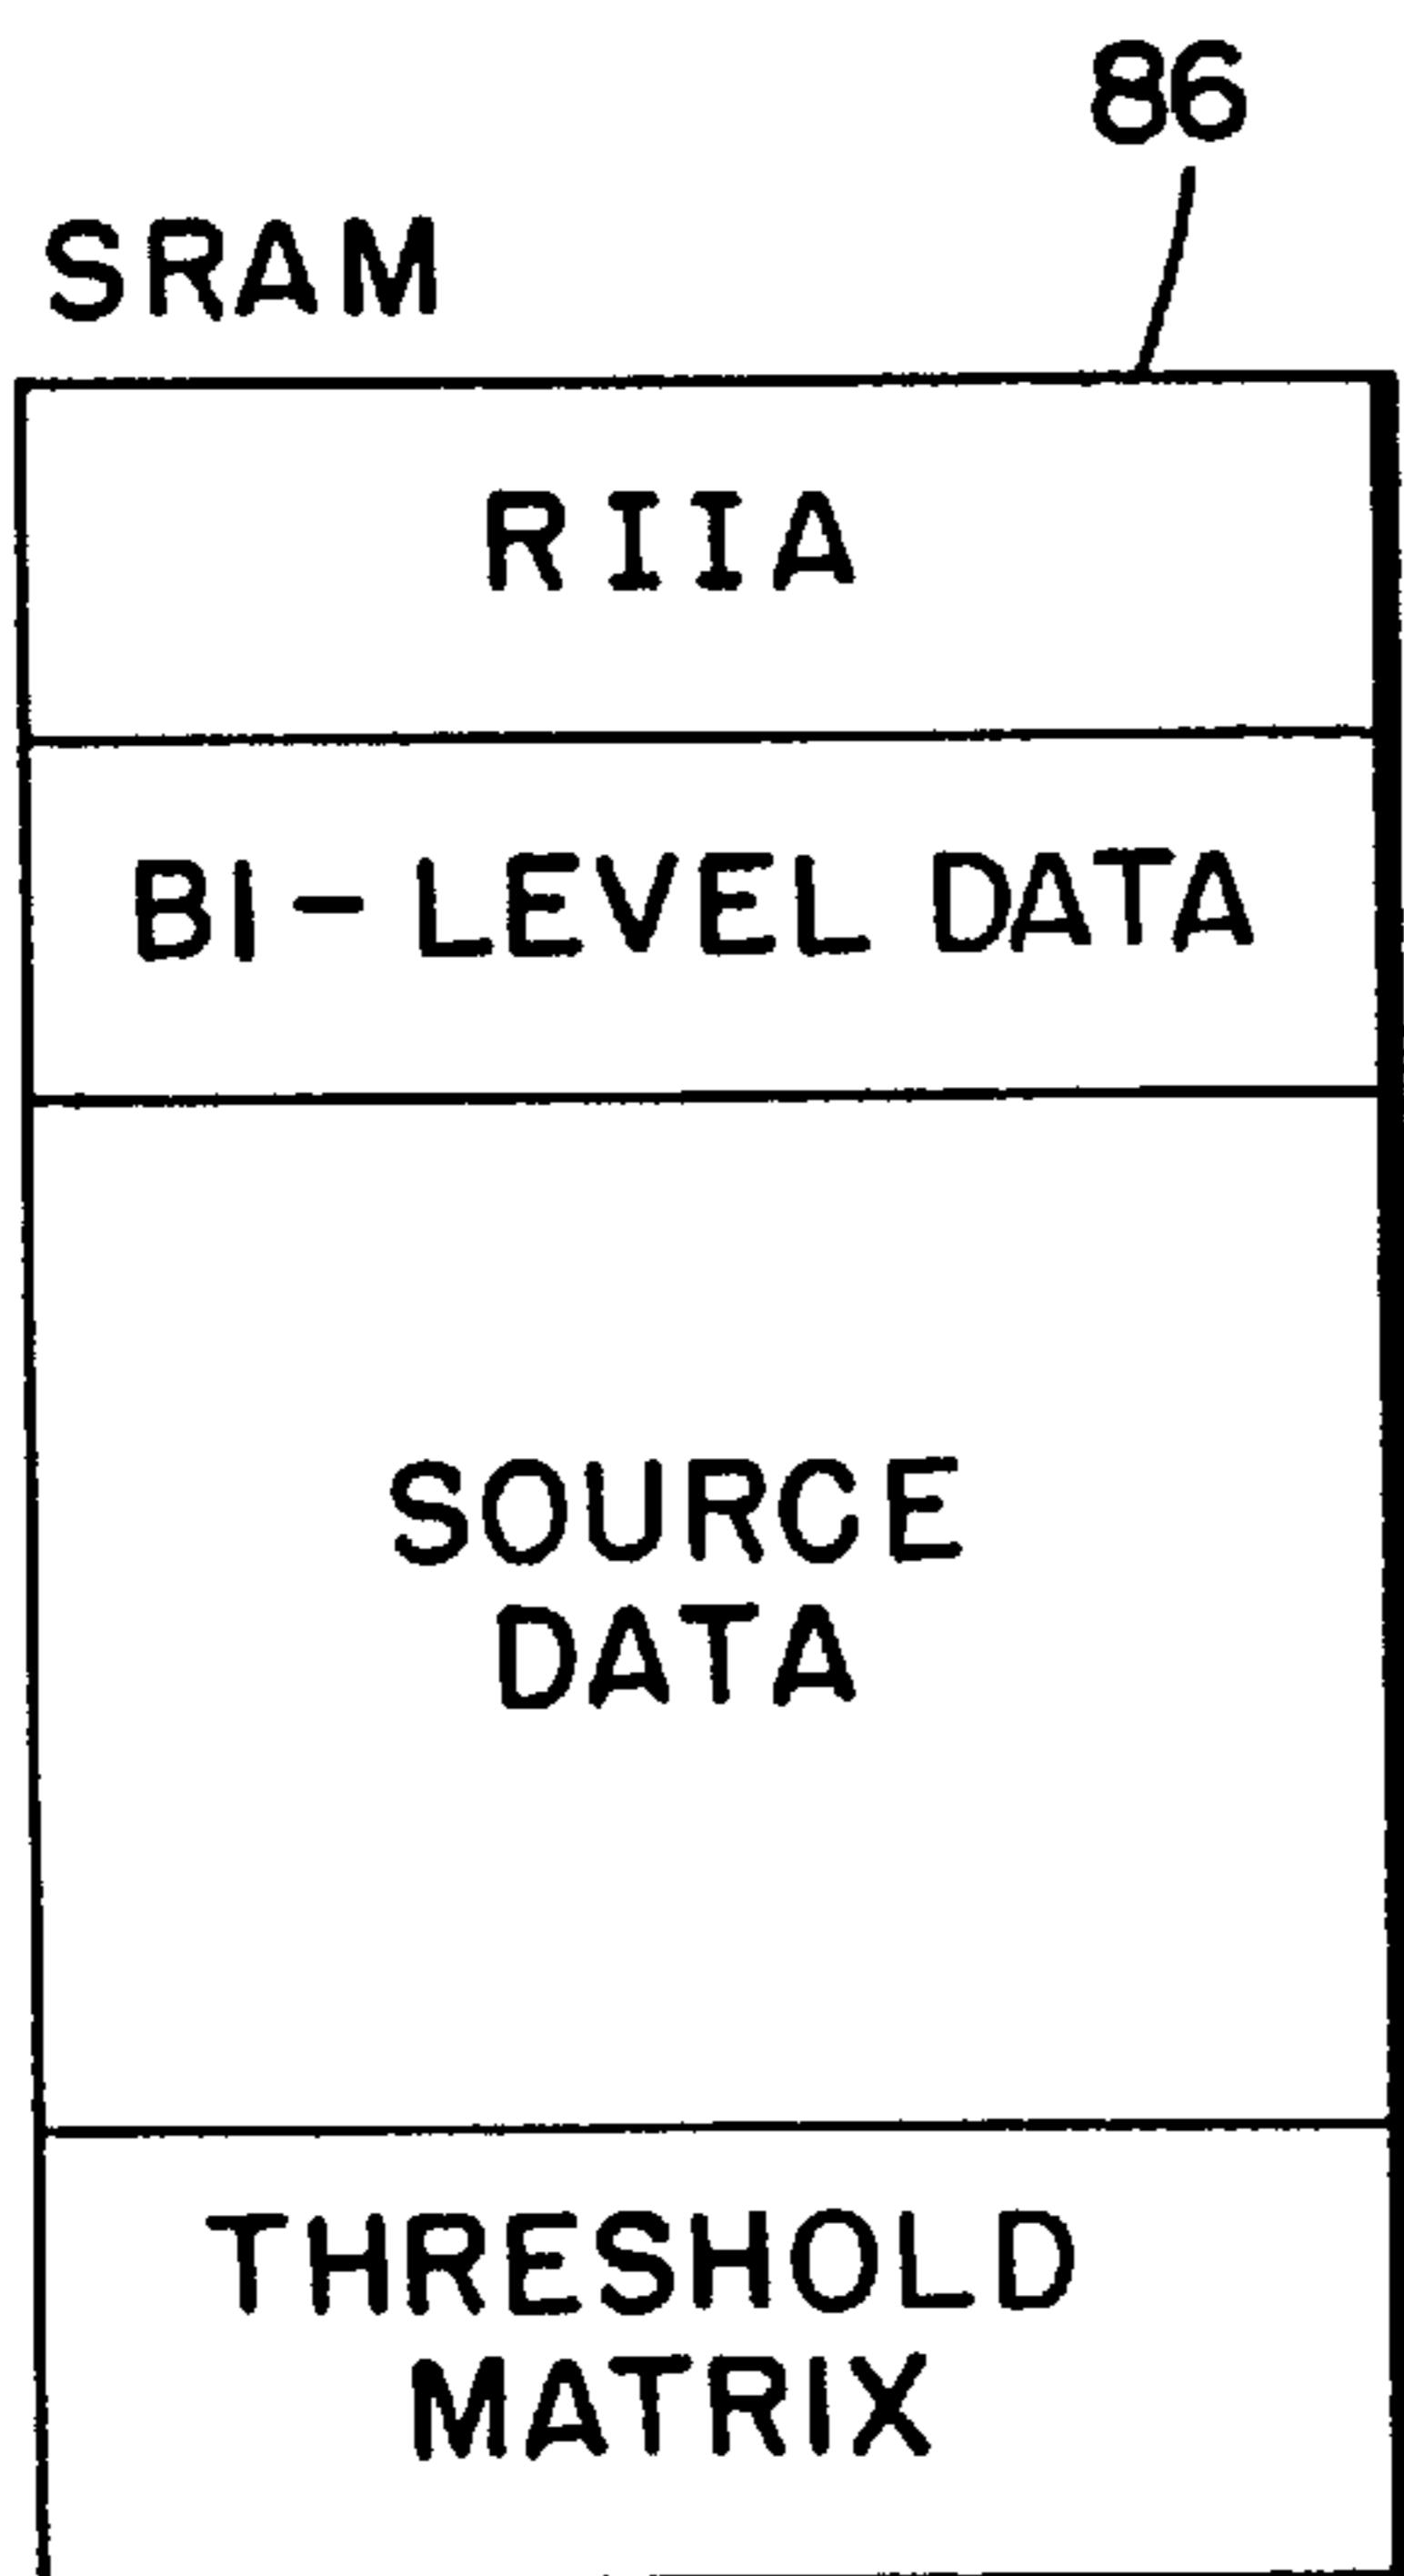 86
SRAM
RIIA
BI-LEVEL DATA
SOURCE
DATA
THRESHOLD
MATRIX